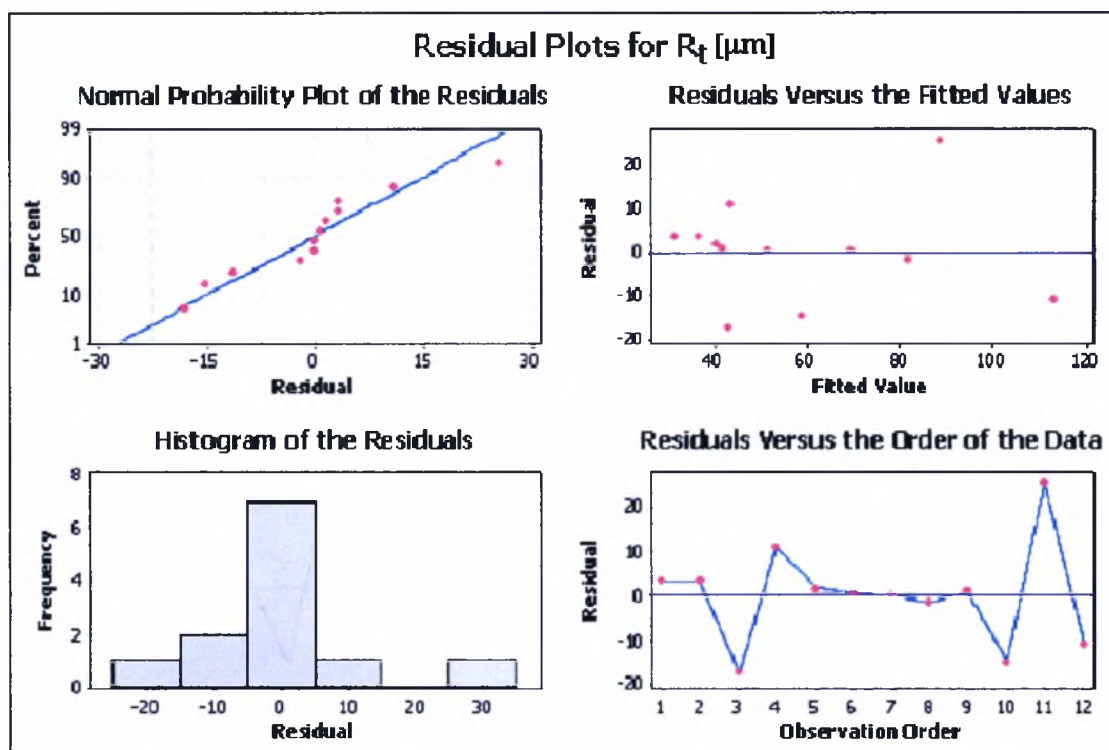 Residual Plots for Rt [µm]
Normal Probability Plot of the Residuals
99
90
50
10
1
Percent
-30 -15 0 15 30
Residual
Residuals Versus the Fitted Values
20
10
0
-10
-20
Residual
40 60 80 100 120
Fitted Value
Histogram of the Residuals
8
6
4
2
0
Frequency
-20 -10 0 10 20 30
Residual
Residuals Versus the Order of the Data
20
10
0
-10
-20
Residual
1 2 3 4 5 6 7 8 9 10 11 12
Observation Order